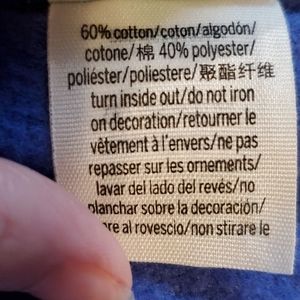 60% cotton/coton/algodón/
cotone/棉 40% polyester/
poliéster/poliestere/聚酯纤维
turn inside out/do not iron
on decoration/retourner le
vêtement à l'envers/ne pas
repasser sur les ornements/
lavar del lado del revés/no
planchar sobre la decoración/
al rovescio/non stirare le